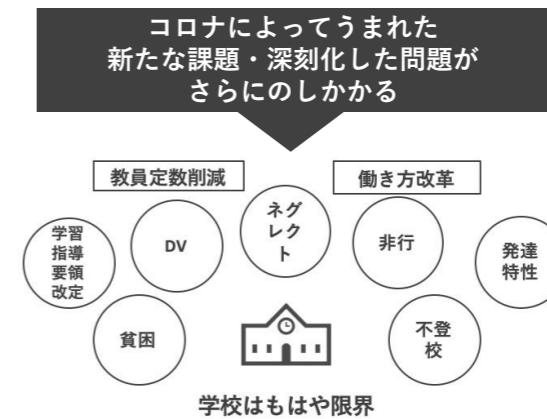 コロナによってうまれた
新たな課題・深刻化した問題が
さらにのしかかる
教員定数削減
働き方改革
学習
指導
要領
改定
DV
ネグ
レク
ト
非行
発達
特性
貧困
不登
校
学校はもはや限界